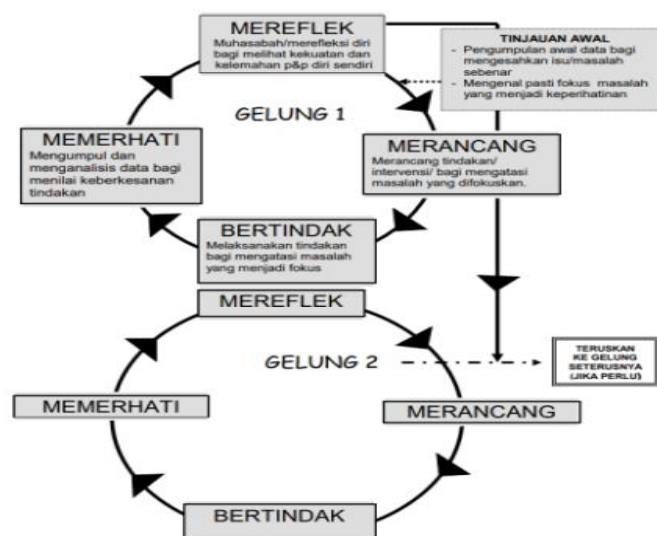 MEREFLEK
Muhasabah/merefleksi diri
bagi melihat kekuatan dan
kelemahan p&p diri sendiri
TINJAUAN AWAL
- Pengumpulan awal data bagi
mengesahkan isu/masalah
sebenar
- Mengenal pasti fokus masalah
yang menjadi keperihatinan
GELUNG 1
MEMERHATI
Mengumpul dan
menganalisis data bagi
menilai keberkesanan
tindakan
MERANCANG
Merancang tindakan/
intervensi/ bagi mengatasi
masalah yang difokuskan.
BERTINDAK
Melaksanakan tindakan
bagi mengatasi masalah
yang menjadi fokus
MEREFLEK
GELUNG 2
TERUSKAN
KE GELUNG
SETERUSNYA
(JIKA PERLU)
MEMERHATI
MERANCANG
BERTINDAK